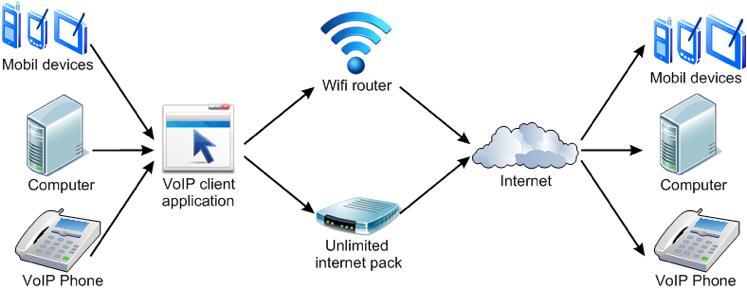 Mobil devices
Computer
VoIP Phone
VoIP client
application
Wifi router
Unlimited
internet pack
Internet
Mobil devices
Computer
VoIP Phone